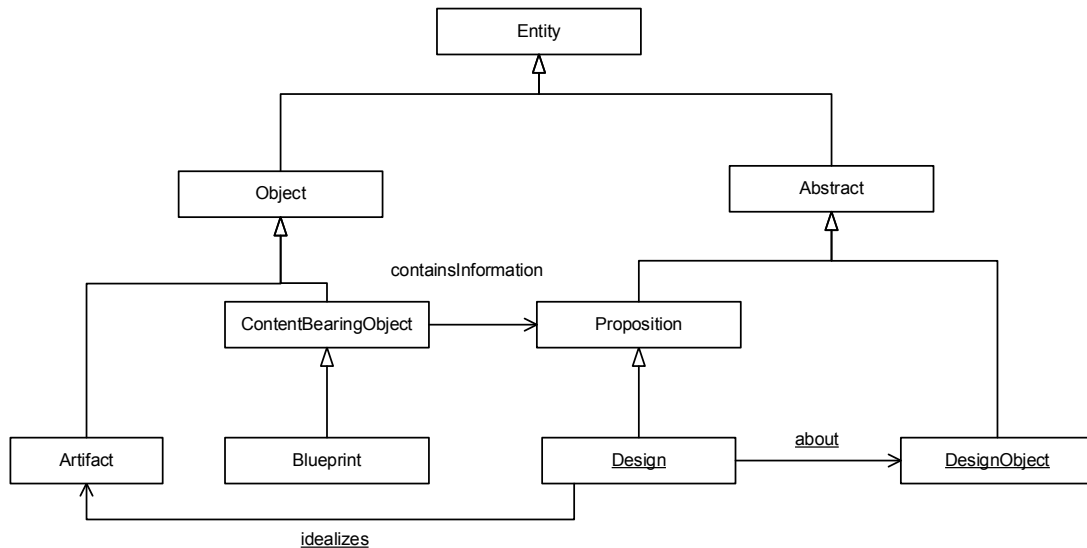 Entity
Object
Abstract
containsInformation
ContentBearingObject
Proposition
about
Artifact
Blueprint
Design
DesignObject
idealizes